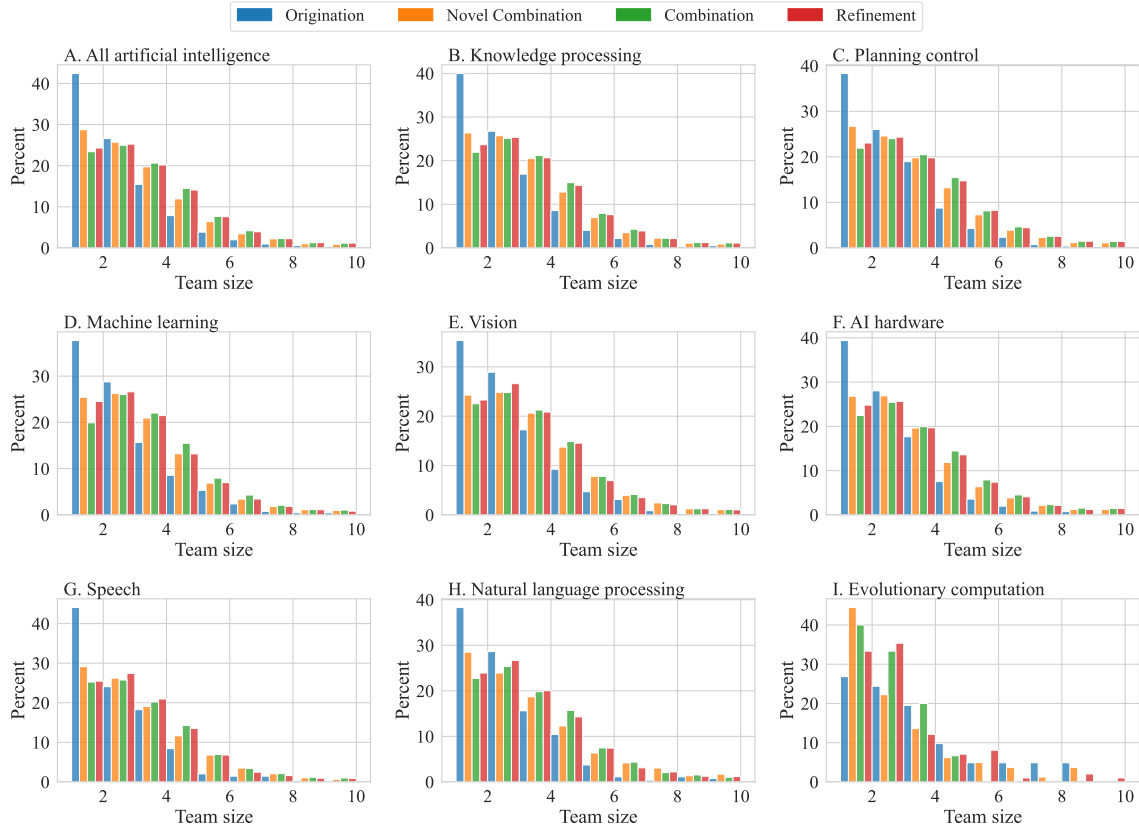 Origination Novel Combination Combination Refinement
A. All artificial intelligence
Percent
40
30
20
10
0
2 4 6 8 10
Team size
B. Knowledge processing
Percent
40
30
20
10
0
2 4 6 8 10
Team size
C. Planning control
Percent
40
30
20
10
0
2 4 6 8 10
Team size
D. Machine learning
Percent
30
20
10
0
2 4 6 8 10
Team size
E. Vision
Percent
30
20
10
0
2 4 6 8 10
Team size
F. AI hardware
Percent
40
30
20
10
0
2 4 6 8 10
Team size
G. Speech
Percent
40
30
20
10
0
2 4 6 8 10
Team size
H. Natural language processing
Percent
40
30
20
10
0
2 4 6 8 10
Team size
I. Evolutionary computation
Percent
40
30
20
10
0
2 4 6 8 10
Team size